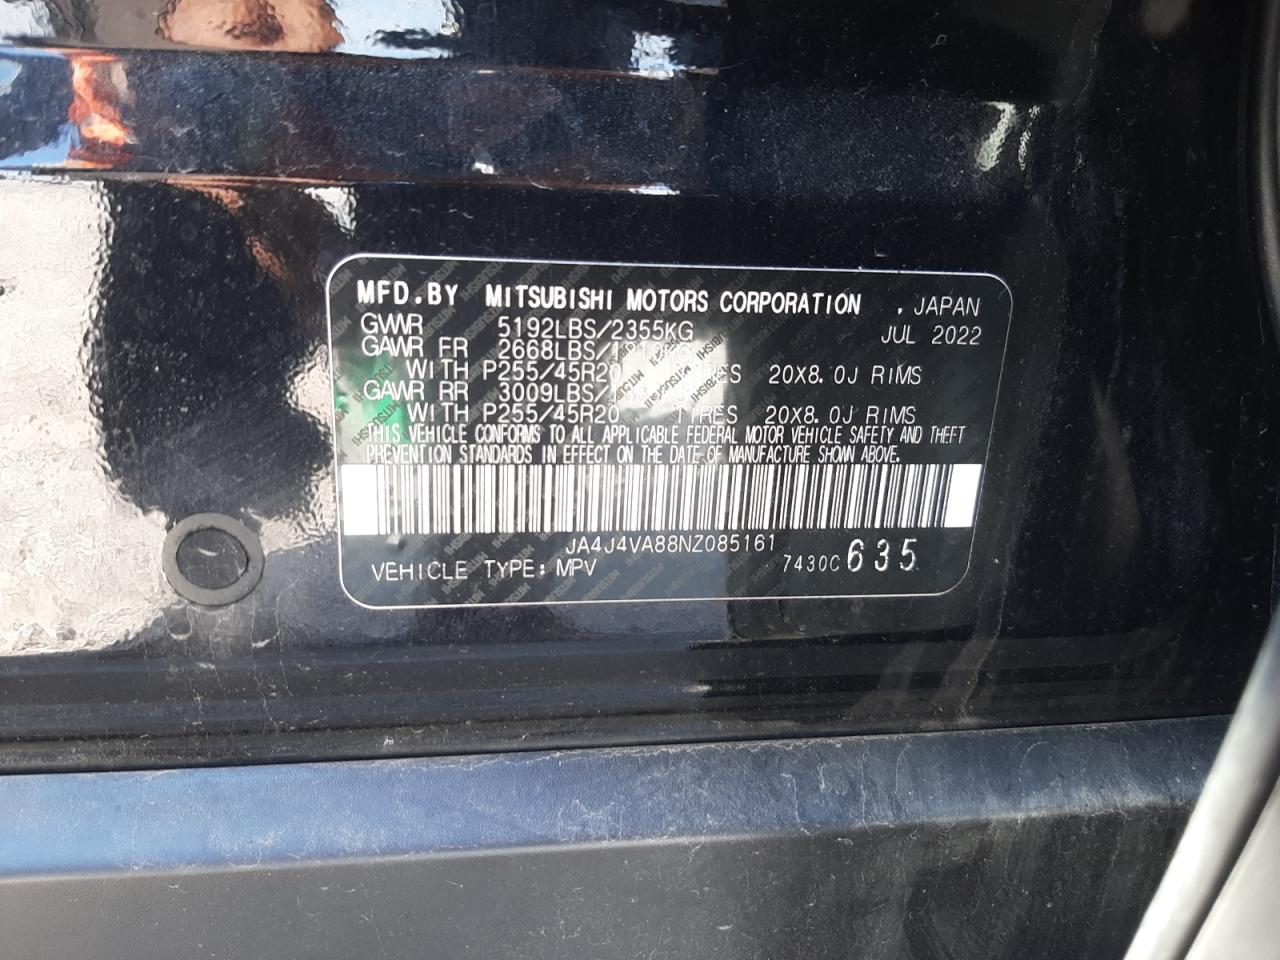 MFD.BY MITSUBISHI MOTORS CORPORATION , JAPAN
GVWR 5192LBS/2355KG JUL 2022
GAWR FR 2668LBS/1210KG
WITH P255/45R20 TIRES 20X8.0J RIMS
GAWR RR 3009LBS/
WITH P255/45R20 TIRES 20X8.0J RIMS
THIS VEHICLE CONFORMS TO ALL APPLICABLE FEDERAL MOTOR VEHICLE SAFETY AND THEFT
PREVENTION STANDARDS IN EFFECT ON THE DATE OF MANUFACTURE SHOWN ABOVE.
JA4J4VA88NZ085161
VEHICLE TYPE: MPV 7430C 635